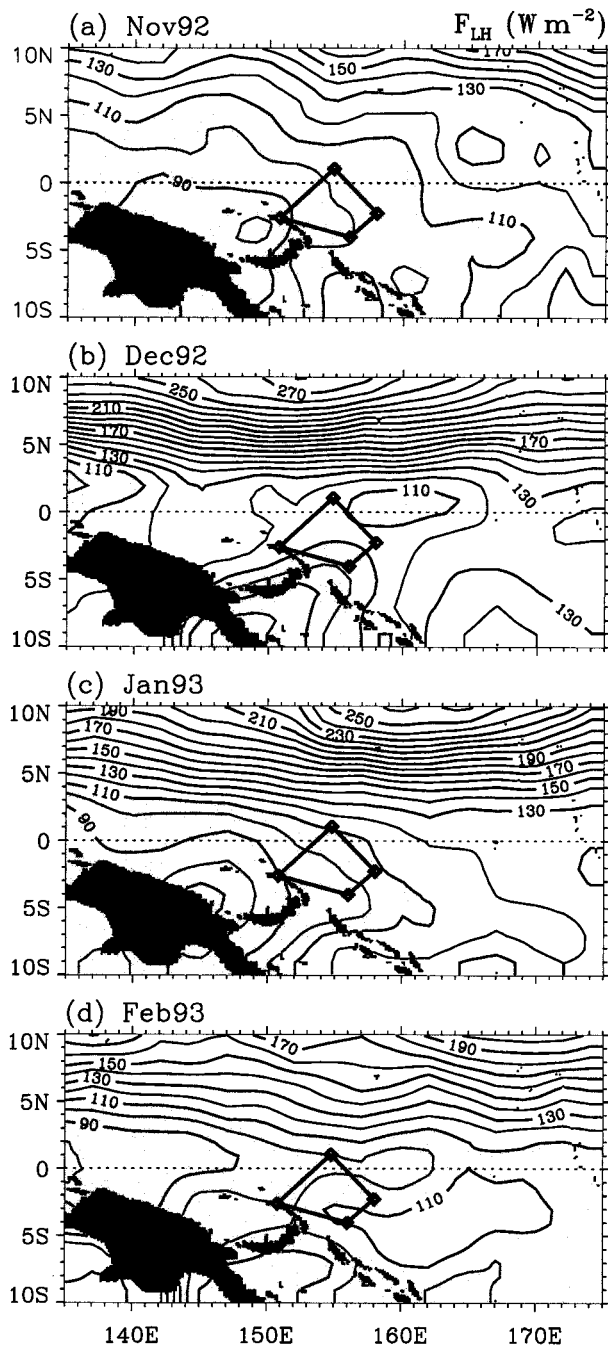 (a) Nov92 F_LH (W m⁻²)
10N
130 150 170
130
5N
110
0
90
110
5S
10S
(b) Dec92
10N
250 270
210
170 170
5N
130
110
110 130
0
5S
130
10S
(c) Jan93
10N
190 210 250
170 230
150 190
5N 170
130 150
110 130
90
0
5S
10S
(d) Feb93
10N
170 190
150
130
5N
110 130
90
0
110
5S
10S
140E 150E 160E 170E